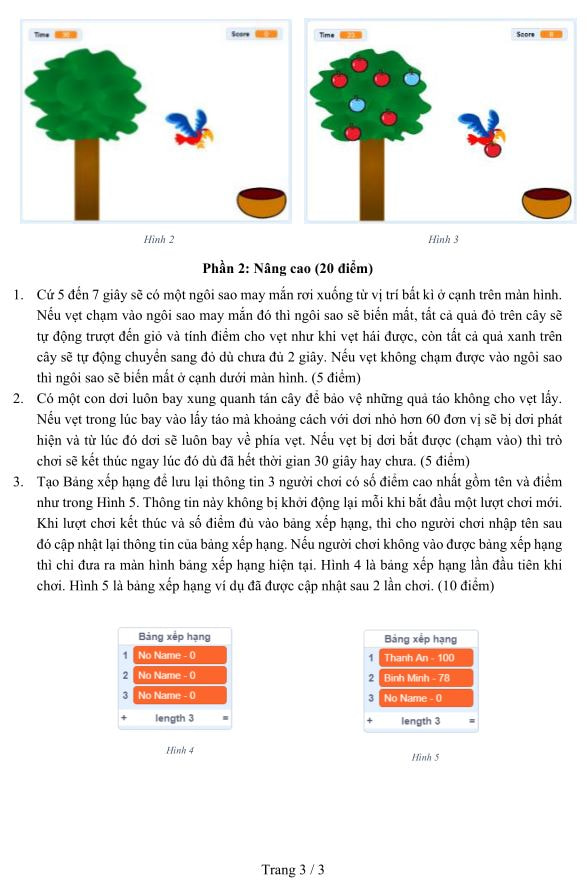 Time 30 Score 0 Time 23 Score 6
Hình 2 Hình 3
Phần 2: Nâng cao (20 điểm)
1. Cứ 5 đến 7 giây sẽ có một ngôi sao may mắn rơi xuống từ vị trí bất kì ở cạnh trên màn hình.
Nếu vẹt chạm vào ngôi sao may mắn đó thì ngôi sao sẽ biến mất, tất cả quả đỏ trên cây sẽ
tự động trượt đến giỏ và tính điểm cho vẹt như khi vẹt hái được, còn tất cả quả xanh trên
cây sẽ tự động chuyển sang đỏ dù chưa đủ 2 giây. Nếu vẹt không chạm được vào ngôi sao
thì ngôi sao sẽ biến mất ở cạnh dưới màn hình. (5 điểm)
2. Có một con dơi luôn bay xung quanh tán cây để bảo vệ những quả táo không cho vẹt lấy.
Nếu vẹt trong lúc bay vào lấy táo mà khoảng cách với dơi nhỏ hơn 60 đơn vị sẽ bị dơi phát
hiện và từ lúc đó dơi sẽ luôn bay về phía vẹt. Nếu vẹt bị dơi bắt được (chạm vào) thì trò
chơi sẽ kết thúc ngay lúc đó dù đã hết thời gian 30 giây hay chưa. (5 điểm)
3. Tạo Bảng xếp hạng để lưu lại thông tin 3 người chơi có số điểm cao nhất gồm tên và điểm
như trong Hình 5. Thông tin này không bị khởi động lại mỗi khi bắt đầu một lượt chơi mới.
Khi lượt chơi kết thúc và số điểm đủ vào bảng xếp hạng, thì cho người chơi nhập tên sau
đó cập nhật lại thông tin của bảng xếp hạng. Nếu người chơi không vào được bảng xếp hạng
thì chỉ đưa ra màn hình bảng xếp hạng hiện tại. Hình 4 là bảng xếp hạng lần đầu tiên khi
chơi. Hình 5 là bảng xếp hạng ví dụ đã được cập nhật sau 2 lần chơi. (10 điểm)
Bảng xếp hạng
1 No Name - 0
2 No Name - 0
3 No Name - 0
+ length 3 =
Hình 4
Bảng xếp hạng
1 Thanh An - 100
2 Bình Minh - 78
3 No Name - 0
+ length 3 =
Hình 5
Trang 3 / 3